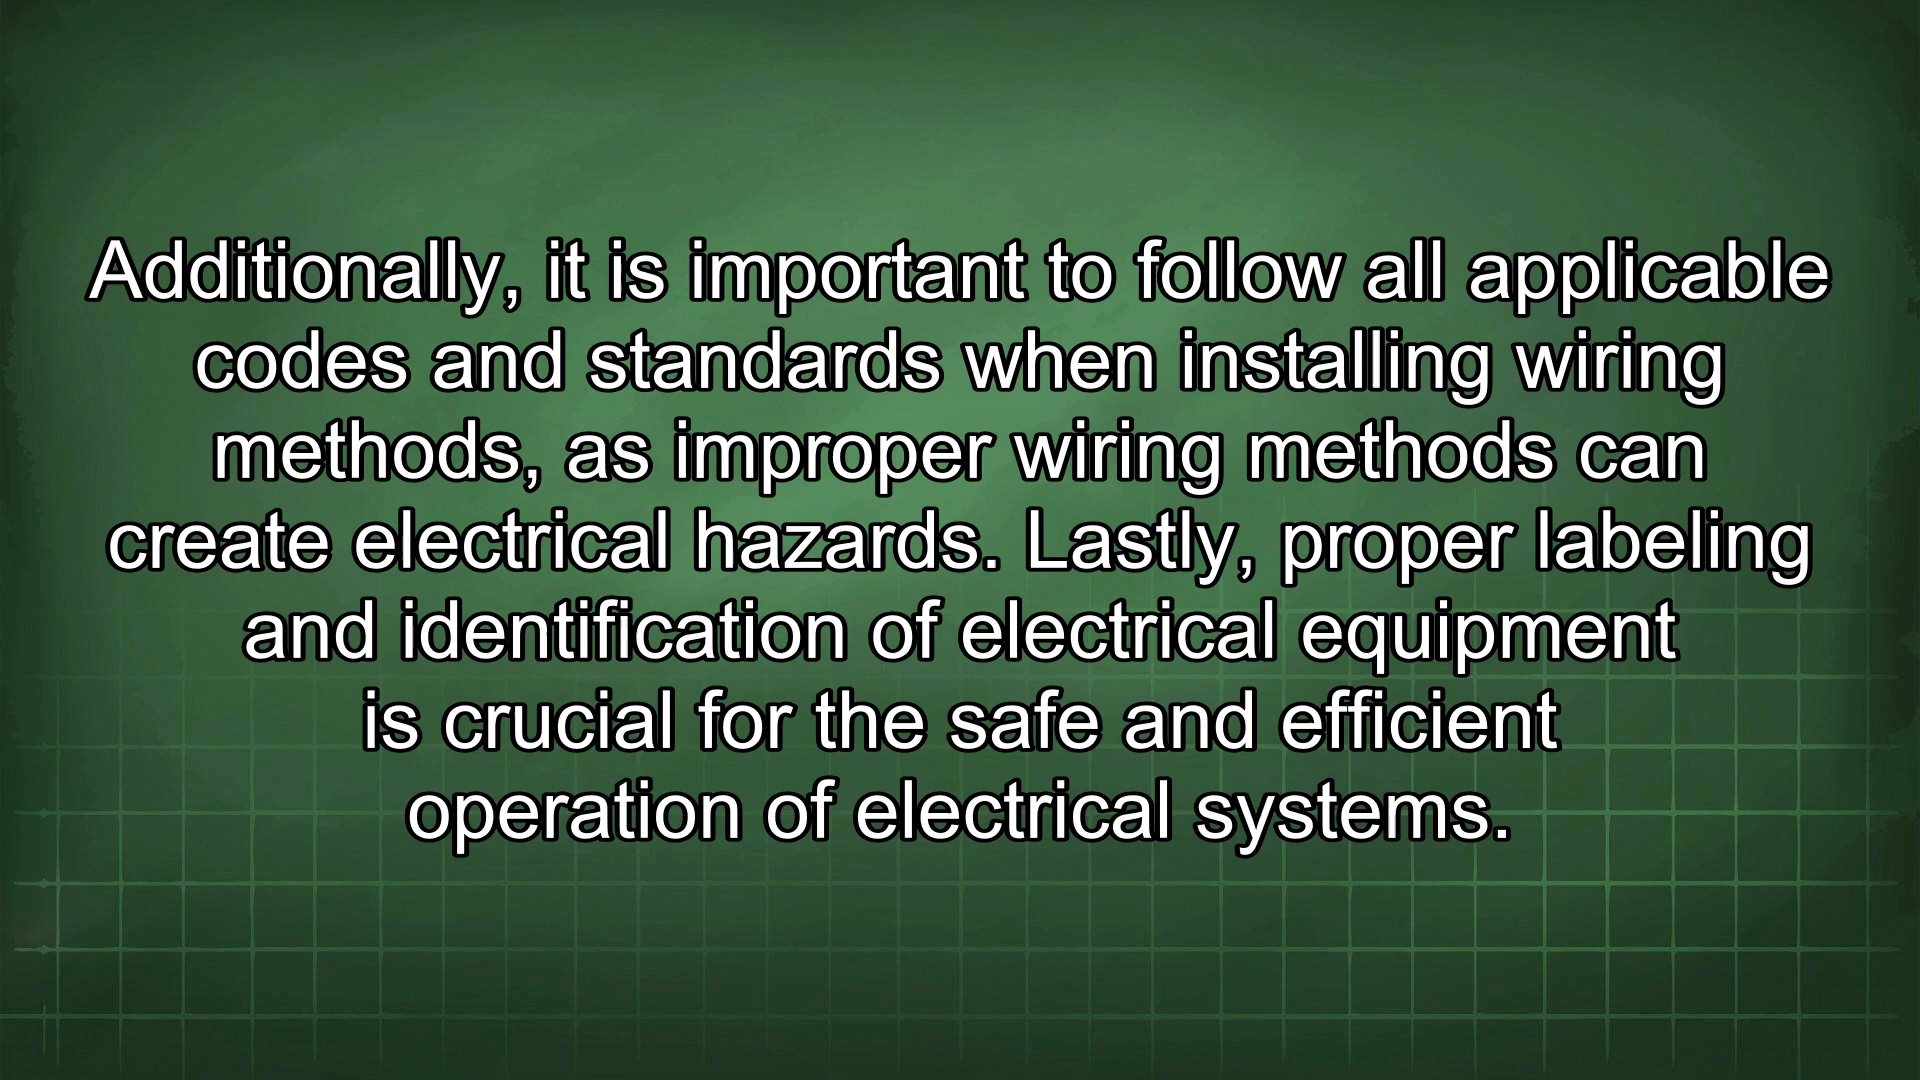 Additionally, it is important to follow all applicable
codes and standards when installing wiring
methods, as improper wiring methods can
create electrical hazards. Lastly, proper labeling
and identification of electrical equipment
is crucial for the safe and efficient
operation of electrical systems.